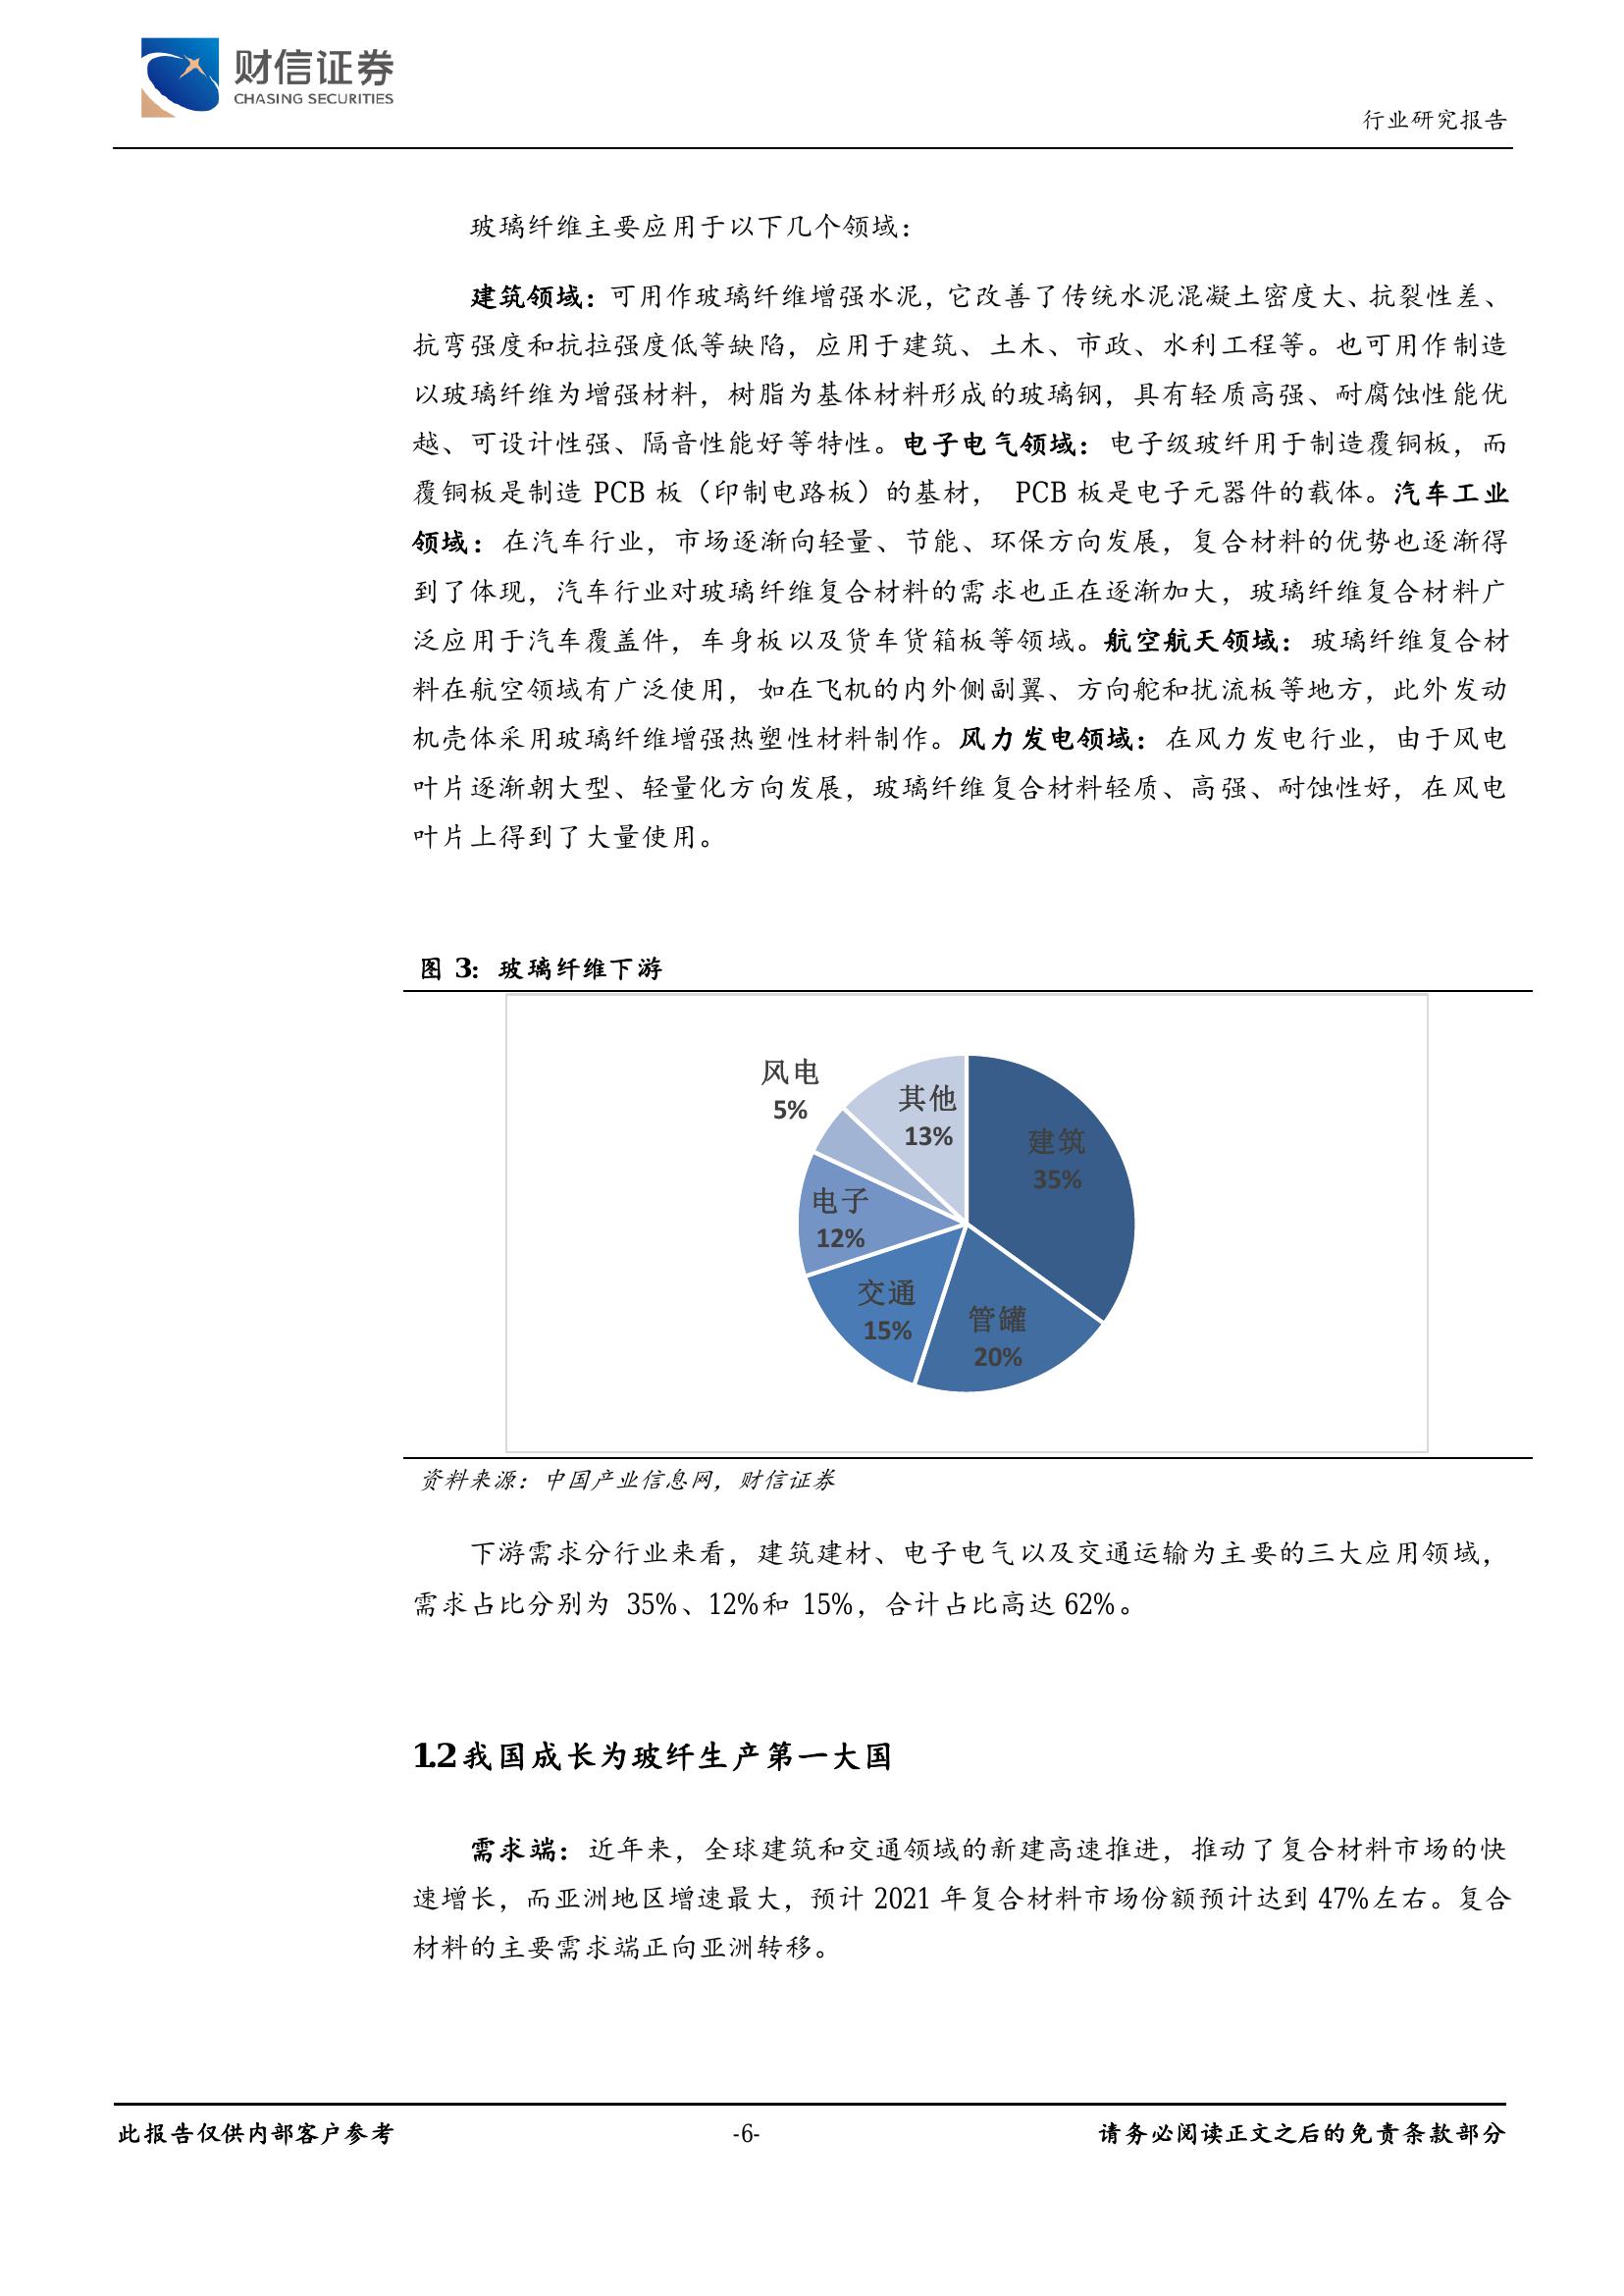 财信证券
CHASING SECURITIES
行业研究报告
玻璃纤维主要应用于以下几个领域：
建筑领域：可用作玻璃纤维增强水泥，它改善了传统水泥混凝土密度大、抗裂性差、
抗弯强度和抗拉强度低等缺陷，应用于建筑、土木、市政、水利工程等。也可用作制造
以玻璃纤维为增强材料，树脂为基体材料形成的玻璃钢，具有轻质高强、耐腐蚀性能优
越、可设计性强、隔音性能好等特性。电子电气领域：电子级玻纤用于制造覆铜板，而
覆铜板是制造 PCB 板（印制电路板）的基材， PCB 板是电子元器件的载体。汽车工业
领域：在汽车行业，市场逐渐向轻量、节能、环保方向发展，复合材料的优势也逐渐得
到了体现，汽车行业对玻璃纤维复合材料的需求也正在逐渐加大，玻璃纤维复合材料广
泛应用于汽车覆盖件，车身板以及货车货箱板等领域。航空航天领域：玻璃纤维复合材
料在航空领域有广泛使用，如在飞机的内外侧副翼、方向舵和扰流板等地方，此外发动
机壳体采用玻璃纤维增强热塑性材料制作。风力发电领域：在风力发电行业，由于风电
叶片逐渐朝大型、轻量化方向发展，玻璃纤维复合材料轻质、高强、耐蚀性好，在风电
叶片上得到了大量使用。
图 3：玻璃纤维下游
风电
5%
其他
13%
建筑
35%
电子
12%
交通
15%
管罐
20%
资料来源：中国产业信息网，财信证券
下游需求分行业来看，建筑建材、电子电气以及交通运输为主要的三大应用领域，
需求占比分别为 35%、12%和 15%，合计占比高达 62%。
1.2 我国成长为玻纤生产第一大国
需求端：近年来，全球建筑和交通领域的新建高速推进，推动了复合材料市场的快
速增长，而亚洲地区增速最大，预计 2021 年复合材料市场份额预计达到 47%左右。复合
材料的主要需求端正向亚洲转移。
此报告仅供内部客户参考
-6-
请务必阅读正文之后的免责条款部分